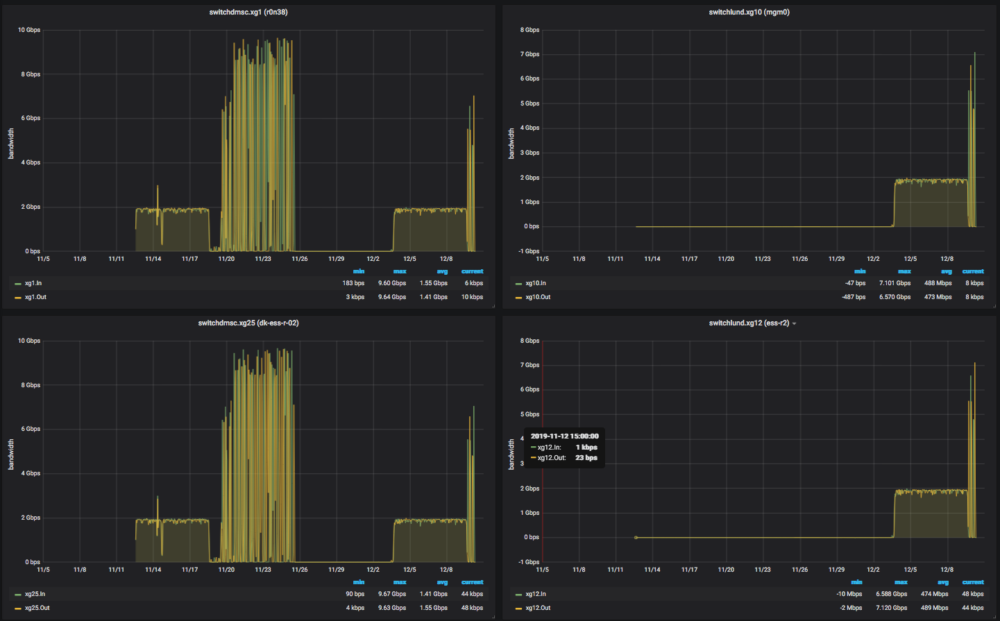 switchdmsc.xg1 (r0n38)
10 Gbps
8 Gbps
6 Gbps
4 Gbps
2 Gbps
0 bps
bandwidth
11/5 11/8 11/11 11/14 11/17 11/20 11/23 11/26 11/29 12/2 12/5 12/8
min max avg current
xg1.In 183 bps 9.60 Gbps 1.55 Gbps 6 kbps
xg1.Out 3 kbps 9.64 Gbps 1.41 Gbps 10 kbps
switchlund.xg10 (mgm0)
8 Gbps
7 Gbps
6 Gbps
5 Gbps
4 Gbps
3 Gbps
2 Gbps
1 Gbps
0 bps
-1 Gbps
bandwidth
11/5 11/8 11/11 11/14 11/17 11/20 11/23 11/26 11/29 12/2 12/5 12/8
min max avg current
xg10.In -47 bps 7.101 Gbps 488 Mbps 8 kbps
xg10.Out -487 bps 6.570 Gbps 473 Mbps 8 kbps
switchdmsc.xg25 (dk-ess-r-02)
10 Gbps
8 Gbps
6 Gbps
4 Gbps
2 Gbps
0 bps
bandwidth
11/5 11/8 11/11 11/14 11/17 11/20 11/23 11/26 11/29 12/2 12/5 12/8
min max avg current
xg25.In 90 bps 9.67 Gbps 1.41 Gbps 44 kbps
xg25.Out 4 kbps 9.63 Gbps 1.55 Gbps 48 kbps
switchlund.xg12 (ess-r2)
8 Gbps
7 Gbps
6 Gbps
5 Gbps
4
3
2 Gbps
1 Gbps
0 bps
-1 Gbps
bandwidth
2019-11-12 15:00:00
xg12.In: 1 kbps
xg12.Out: 23 bps
11/5 11/8 11/11 11/14 11/17 11/20 11/23 11/26 11/29 12/2 12/5 12/8
min max avg current
xg12.In -10 Mbps 6.588 Gbps 474 Mbps 48 kbps
xg12.Out -2 Mbps 7.120 Gbps 489 Mbps 44 kbps